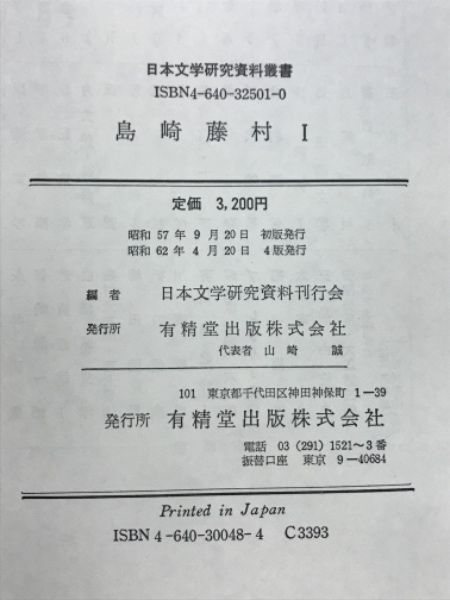 日本文学研究資料叢書
ISBN4-640-32501-0
島崎藤村 I
定価 3,200円
昭和 57 年 9 月 20日 初版発行
昭和 62 年 4 月 20日 4版発行
編者 日本文学研究資料刊行会
発行所 有精堂出版株式会社
代表者 山崎 誠
101 東京都千代田区神田神保町 1―39
発行所 有精堂出版株式会社
電話 03 (291) 1521〜3番
振替口座 東京 9―40684
Printed in Japan
ISBN 4-640-30048-4 C3393